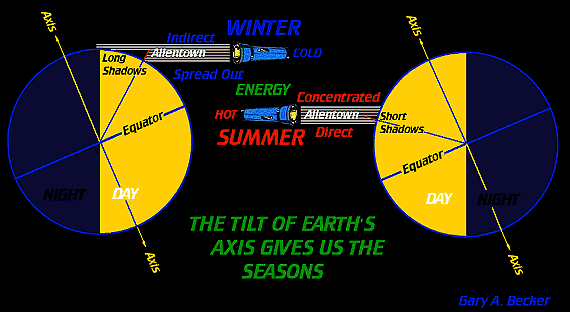 WINTER
Axis
Indirect
Allentown
COLD
Long
Shadows
Spread Out
Equator
NIGHT
DAY
Axis
ENERGY
Concentrated
HOT
Allentown
SUMMER
Direct
Axis
Short
Shadows
Equator
DAY
NIGHT
Axis
THE TILT OF EARTH'S
AXIS GIVES US THE
SEASONS
Gary A. Becker